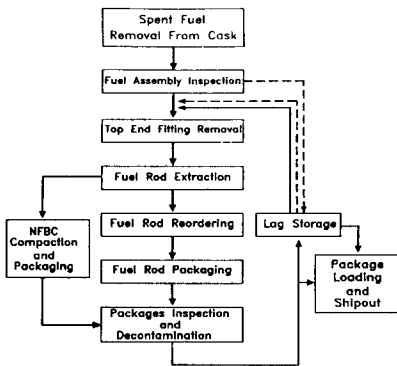 Spent Fuel
Removal From Cask
Fuel Assembly Inspection
Top End Fitting Removal
Fuel Rod Extraction
NFBC
Compaction
and
Packaging
Fuel Rod Reordering
Lag Storage
Fuel Rod Packaging
Package
Loading
and
Shipout
Packages Inspection
and
Decontamination